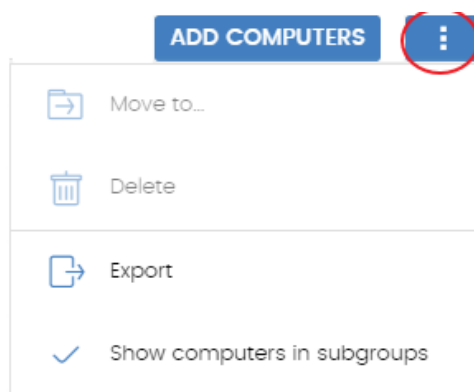 ADD COMPUTERS
Move to...
Delete
Export
Show computers in subgroups